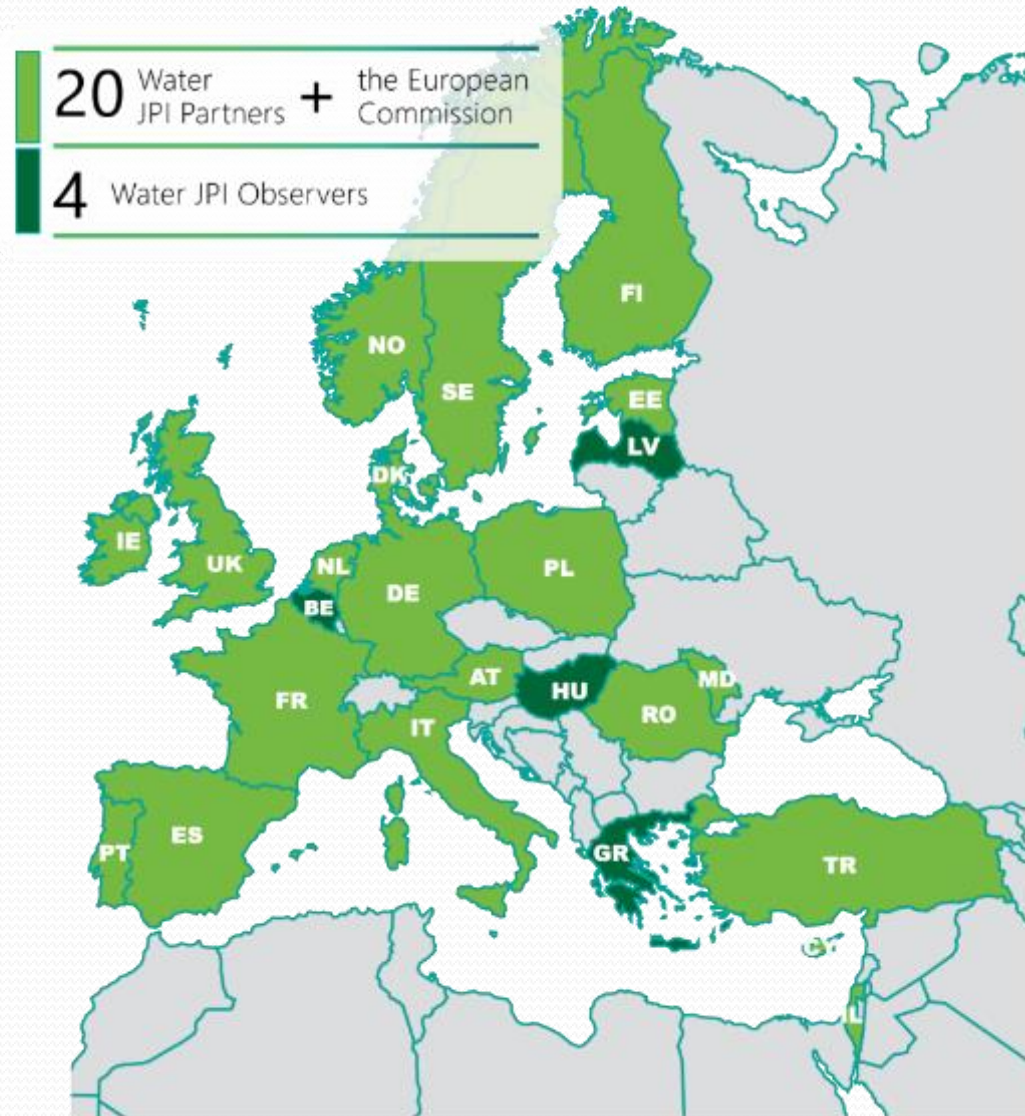 20 Water JPI Partners + the European Commission
4 Water JPI Observers
FI
NO
SE
EE
LV
DK
IE
UK
NL
PL
DE
BE
AT
MD
HU
FR
RO
IT
ES
PT
GR
TR
CY
IL